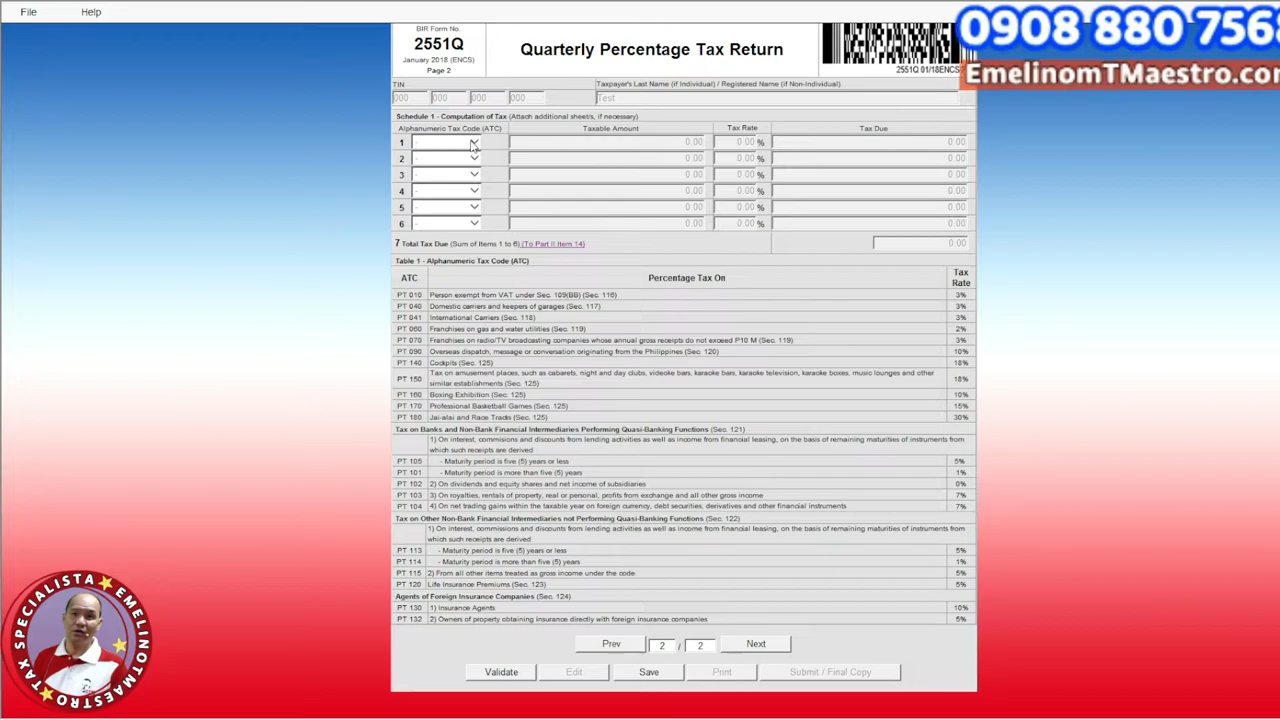 File Help
0908 880 7568
EmelinomTMaestro.com
BIR Form No.
2551Q
January 2018 (ENCS)
Page 2
Quarterly Percentage Tax Return
2551Q 01/18ENCS
TIN
Taxpayer's Last Name (if Individual) / Registered Name (if Non-Individual)
000 000 000 000 Test
Schedule 1 - Computation of Tax (Attach additional sheet/s, if necessary)
Alphanumeric Tax Code (ATC) Taxable Amount Tax Rate Tax Due
1 - 0.00 0.00 % 0.00
2 - 0.00 0.00 % 0.00
3 - 0.00 0.00 % 0.00
4 - 0.00 0.00 % 0.00
5 - 0.00 0.00 % 0.00
6 - 0.00 0.00 % 0.00
7 Total Tax Due (Sum of Items 1 to 6) (To Part II Item 14) 0.00
Table 1 - Alphanumeric Tax Code (ATC)
ATC Percentage Tax On Tax Rate
PT 010 Person exempt from VAT under Sec. 109(BB) (Sec. 116) 3%
PT 040 Domestic carriers and keepers of garages (Sec. 117) 3%
PT 041 International Carriers (Sec. 118) 3%
PT 060 Franchises on gas and water utilities (Sec. 119) 2%
PT 070 Franchises on radio/TV broadcasting companies whose annual gross receipts do not exceed P10 M (Sec. 119) 3%
PT 090 Overseas dispatch, message or conversation originating from the Philippines (Sec. 120) 10%
PT 140 Cockpits (Sec. 125) 18%
PT 150 Tax on amusement places, such as cabarets, night and day clubs, videoke bars, karaoke bars, karaoke television, karaoke boxes, music lounges and other
similar establishments (Sec. 125) 18%
PT 160 Boxing Exhibition (Sec. 125) 10%
PT 170 Professional Basketball Games (Sec. 125) 15%
PT 180 Jai-alai and Race Tracks (Sec. 125) 30%
Tax on Banks and Non-Bank Financial Intermediaries Performing Quasi-Banking Functions (Sec. 121)
1) On interest, commisions and discounts from lending activities as well as income from financial leasing, on the basis of remaining maturities of instruments from
which such receipts are derived
PT 105 - Maturity period is five (5) years or less 5%
PT 101 - Maturity period is more than five (5) years 1%
PT 102 2) On dividends and equity shares and net income of subsidiaries 0%
PT 103 3) On royalties, rentals of property, real or personal, profits from exchange and all other gross income 7%
PT 104 4) On net trading gains within the taxable year on foreign currency, debt securities, derivatives and other financial instruments 7%
Tax on Other Non-Bank Financial Intermediaries not Performing Quasi-Banking Functions (Sec. 122)
1) On interest, commissions and discounts from lending activities as well as income from financial leasing, on the basis of remaining maturities of instruments from
which such receipts are derived
PT 113 - Maturity period is five (5) years or less 5%
PT 114 - Maturity period is more than five (5) years 1%
PT 115 2) From all other items treated as gross income under the code 5%
PT 120 Life Insurance Premiums (Sec. 123) 5%
Agents of Foreign Insurance Companies (Sec. 124)
PT 130 1) Insurance Agents 10%
PT 132 2) Owners of property obtaining insurance directly with foreign insurance companies 5%
Prev 2 / 2 Next
Validate Edit Save Print Submit / Final Copy
TAX SPECIALISTA EMELINOTMAESTRO